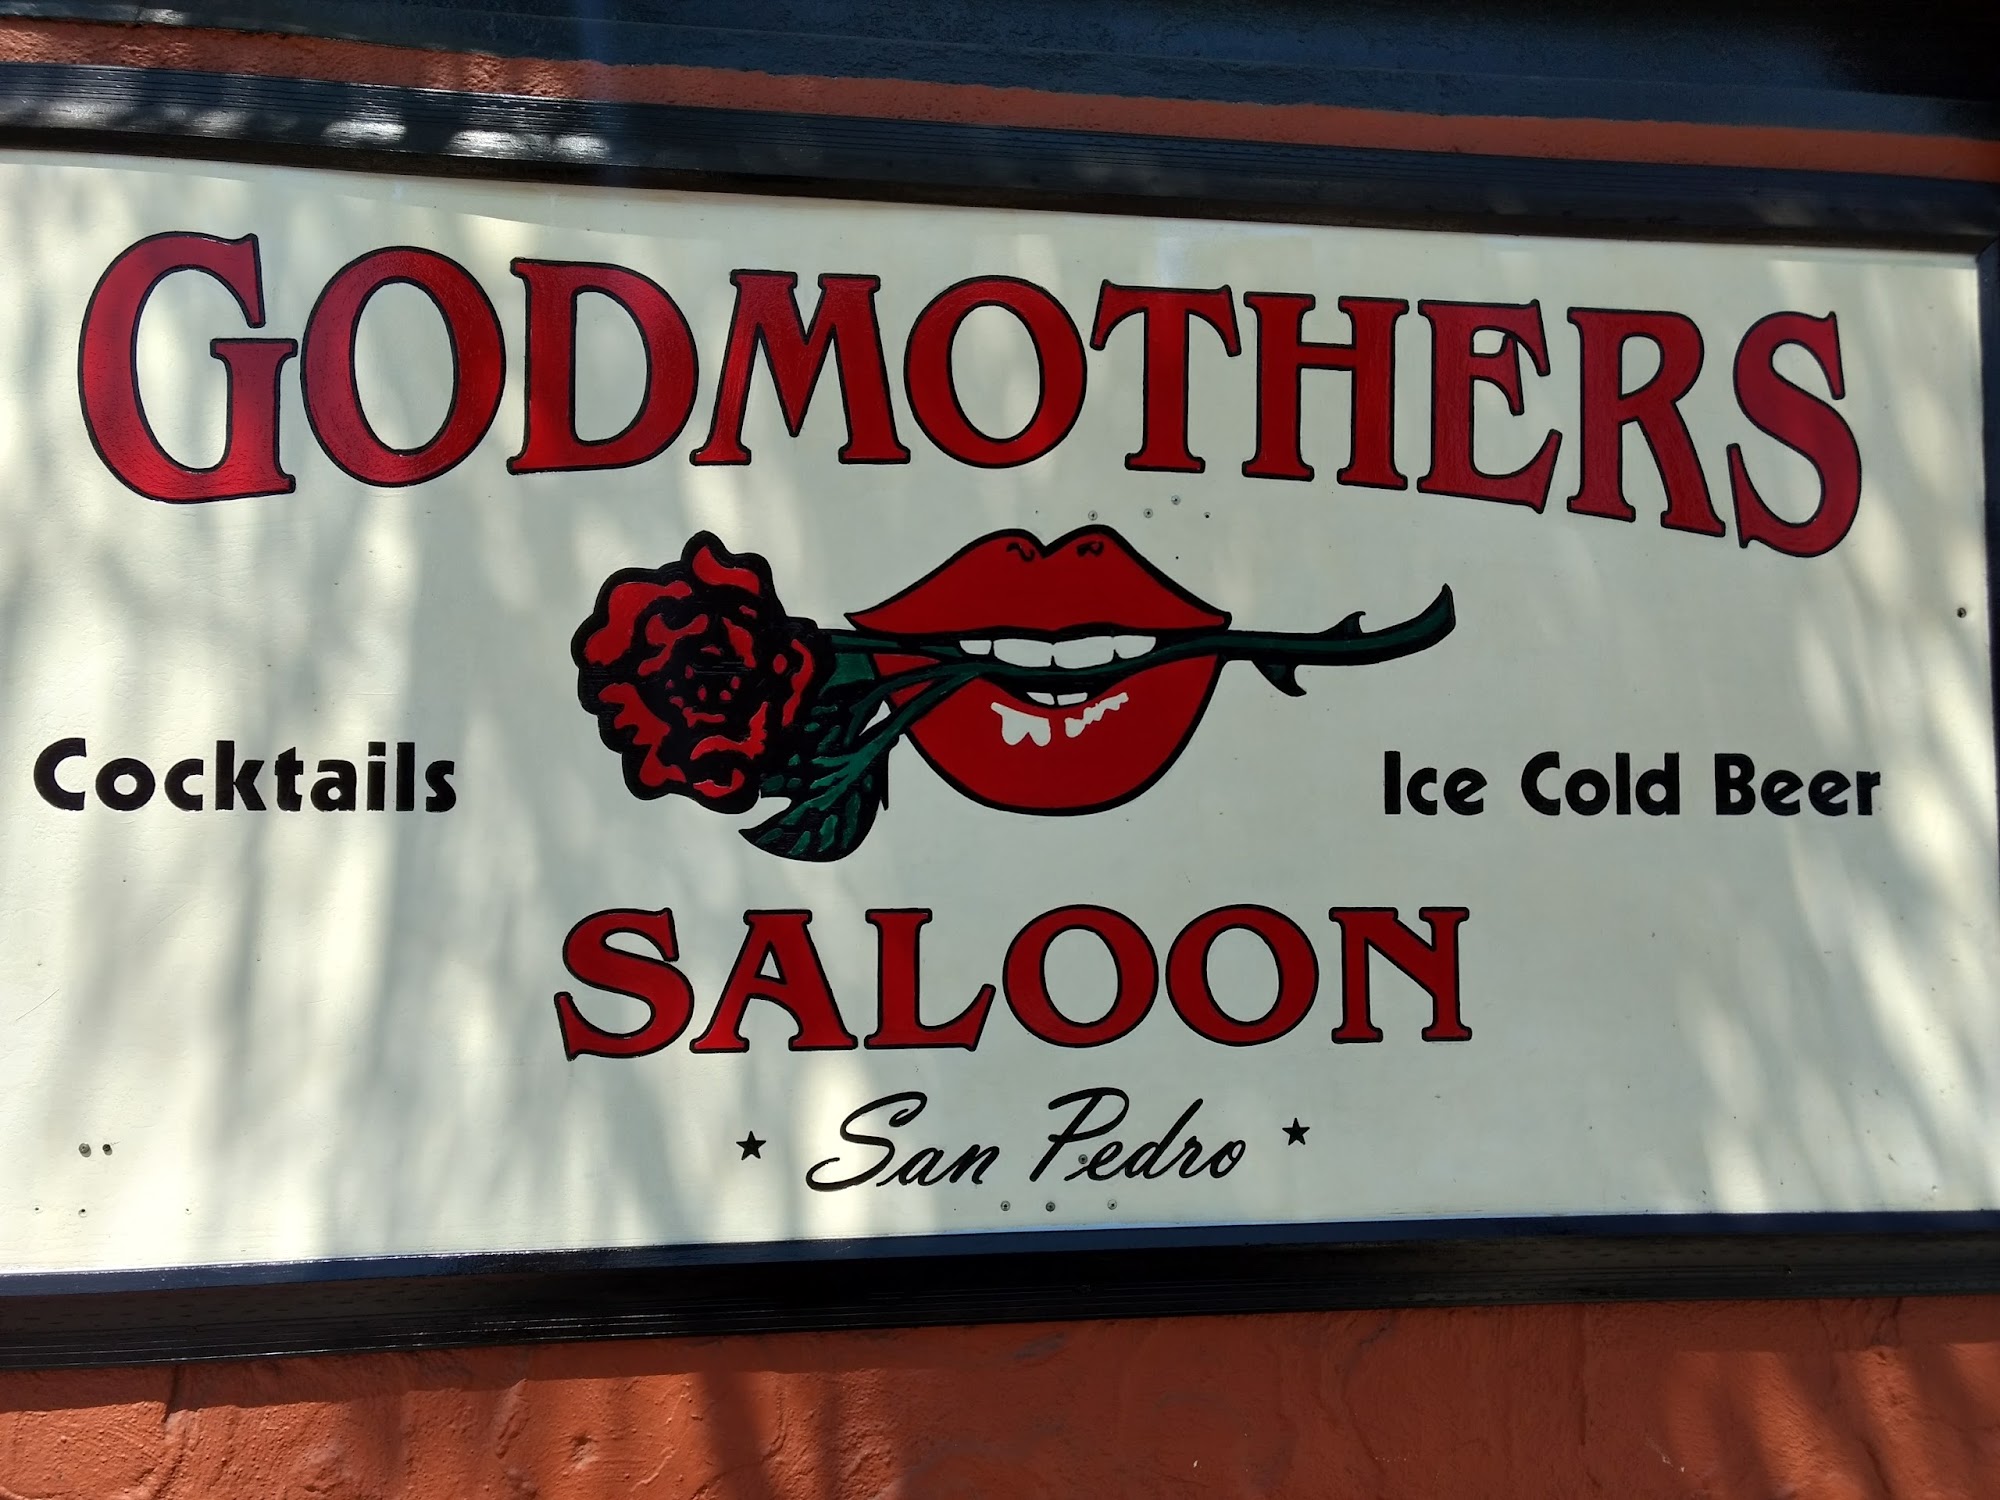 GODMOTHERS
Cocktails
Ice Cold Beer
SALOON
San Pedro